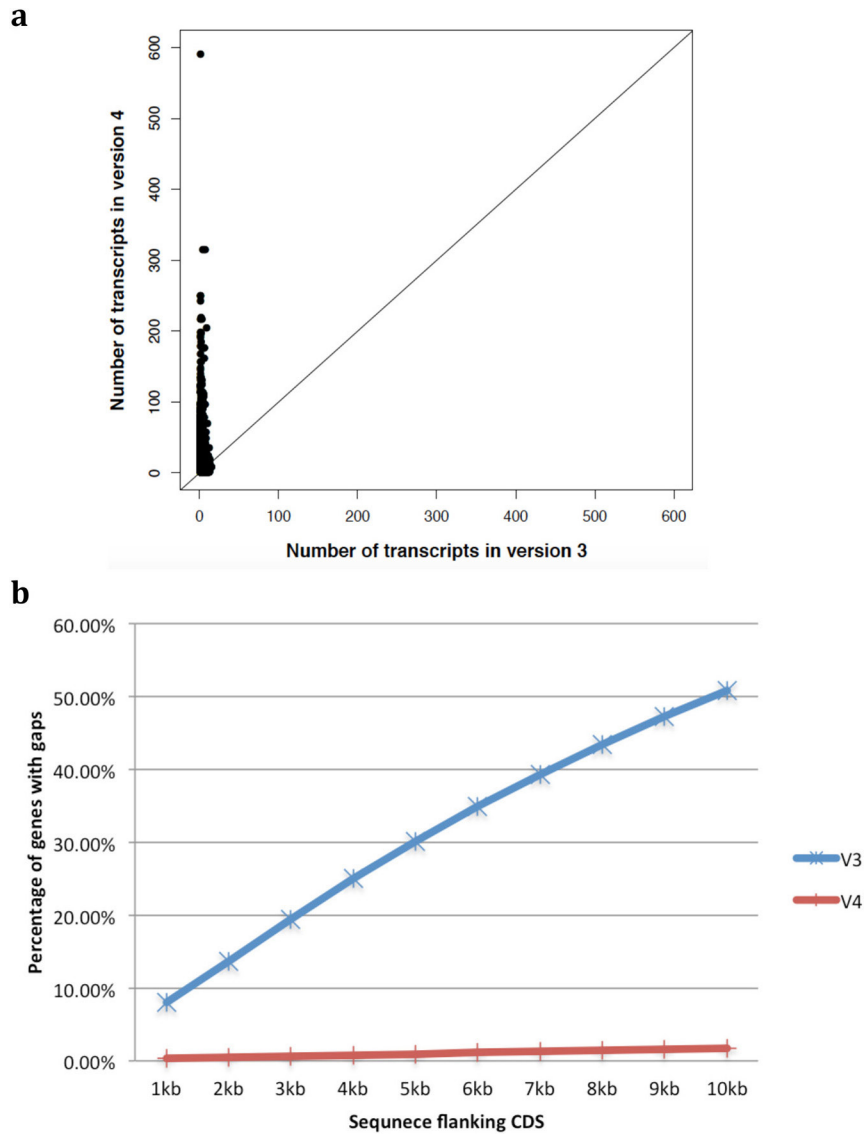 a
600
500
400
300
200
100
0
Number of transcripts in version 4
0 100 200 300 400 500 600
Number of transcripts in version 3
b
60.00%
50.00%
40.00%
30.00%
20.00%
10.00%
0.00%
Percentage of genes with gaps
1kb 2kb 3kb 4kb 5kb 6kb 7kb 8kb 9kb 10kb
Sequnece flanking CDS
V3
V4